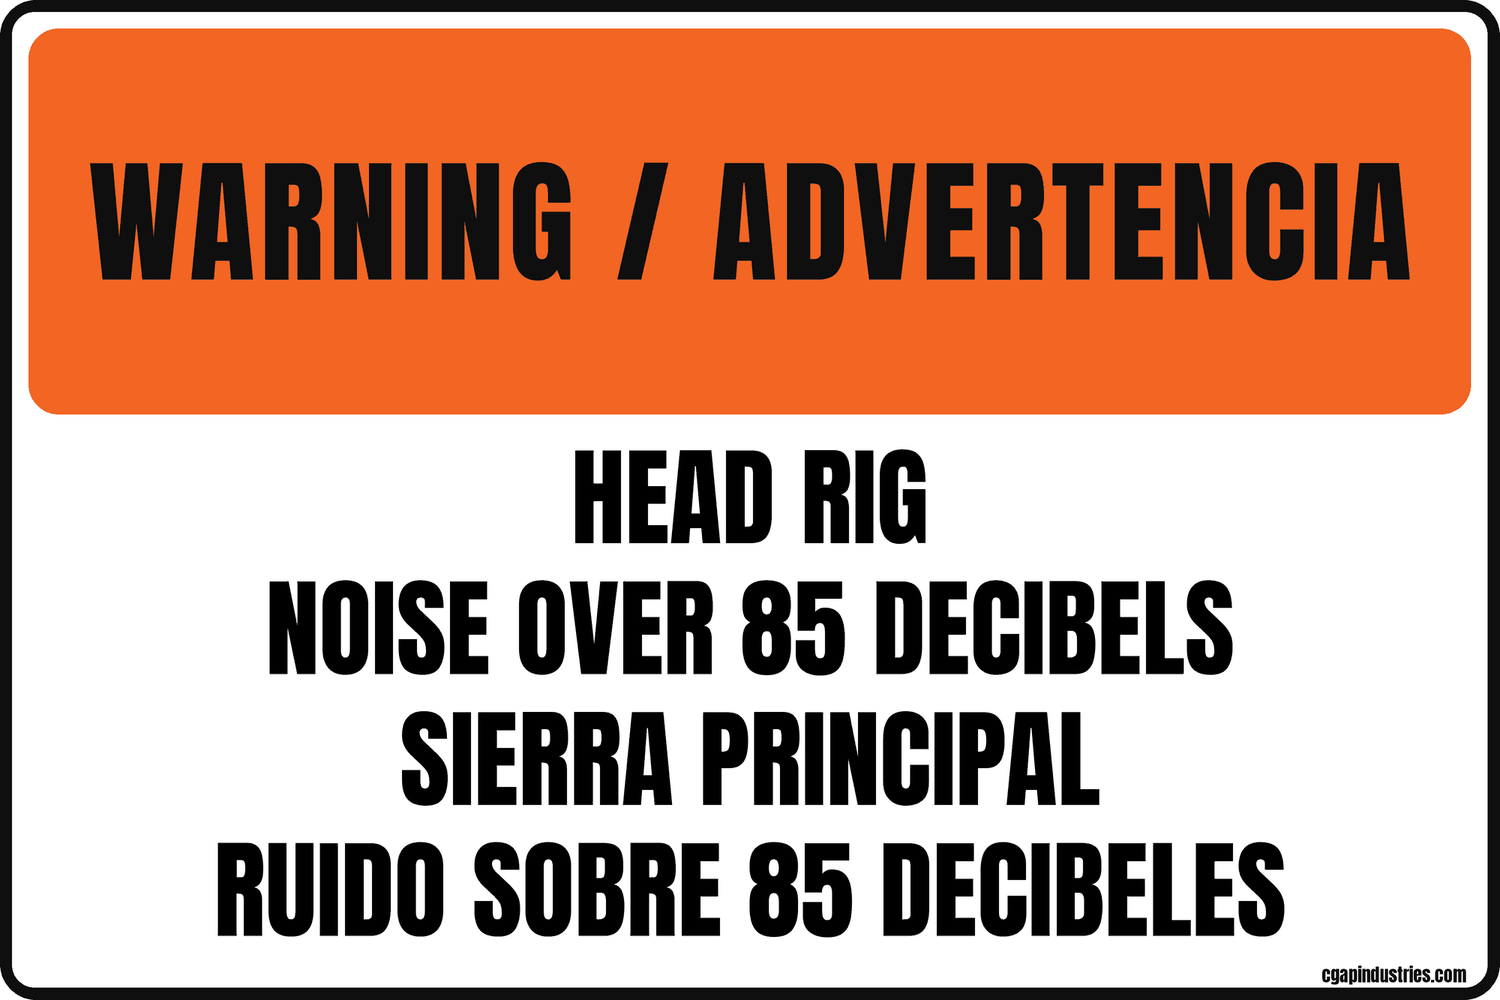 WARNING / ADVERTENCIA
HEAD RIG
NOISE OVER 85 DECIBELS
SIERRA PRINCIPAL
RUIDO SOBRE 85 DECIBELES
cgapindustries.com